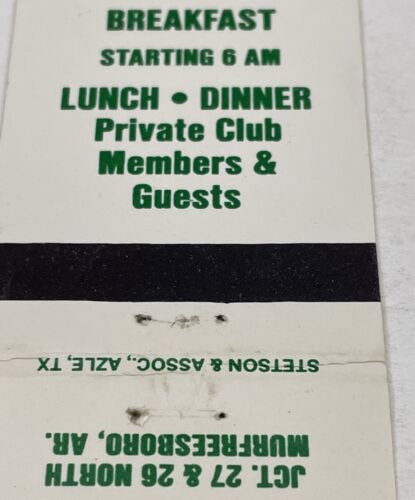 BREAKFAST
STARTING 6 AM
LUNCH • DINNER
Private Club
Members &
Guests
STETSON & ASSOC., AZLE, TX
JCT. 27 & 26 NORTH
MURFREESBORO, AR.